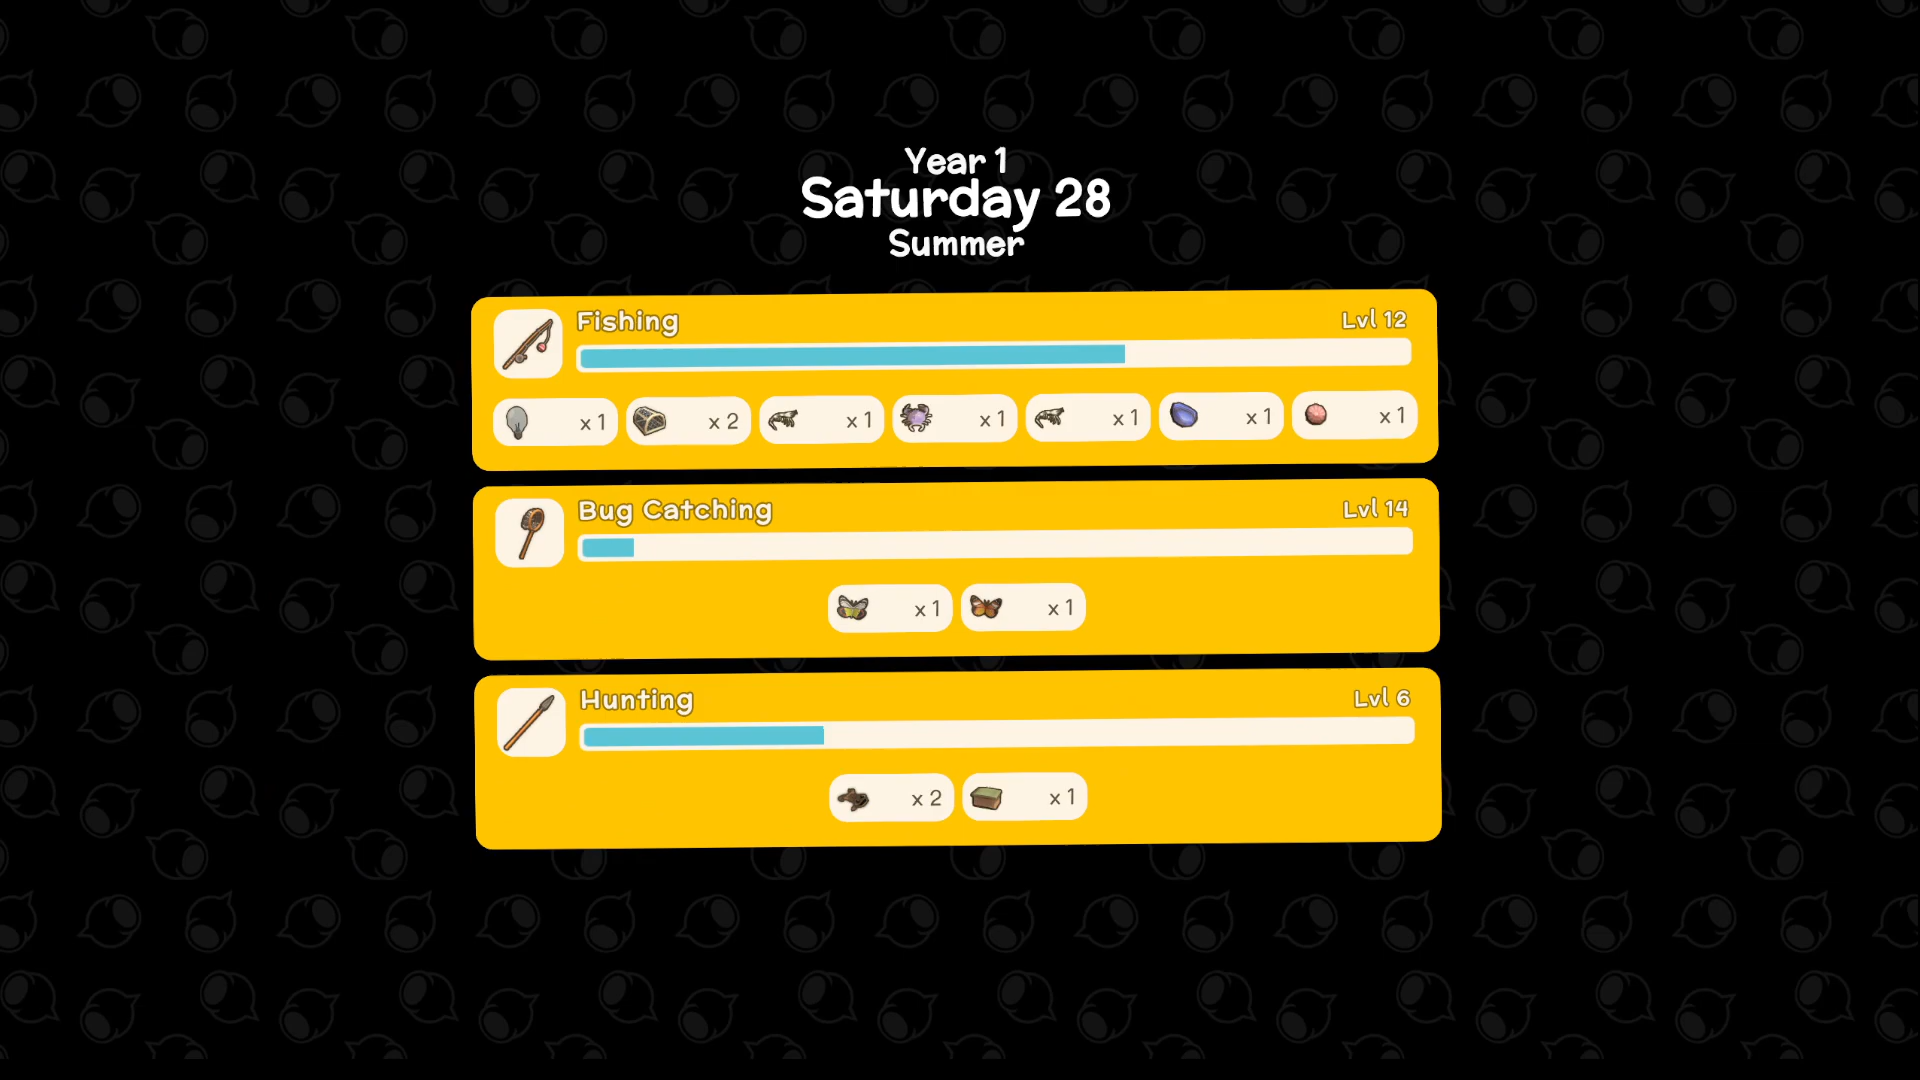 Year 1
Saturday 28
Summer
Fishing
Lvl 12
x 1
x 2
x 1
x 1
x 1
x 1
x 1
Bug Catching
Lvl 14
x 1
x 1
Hunting
Lvl 6
x 2
x 1